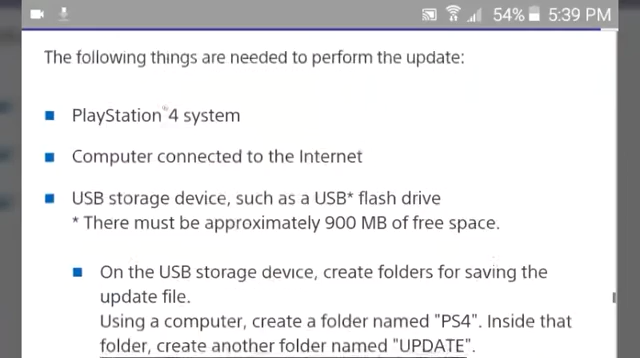 54% 5:39 PM
The following things are needed to perform the update:
PlayStation®4 system
Computer connected to the Internet
USB storage device, such as a USB* flash drive
* There must be approximately 900 MB of free space.
On the USB storage device, create folders for saving the
update file.
Using a computer, create a folder named "PS4". Inside that
folder, create another folder named "UPDATE".